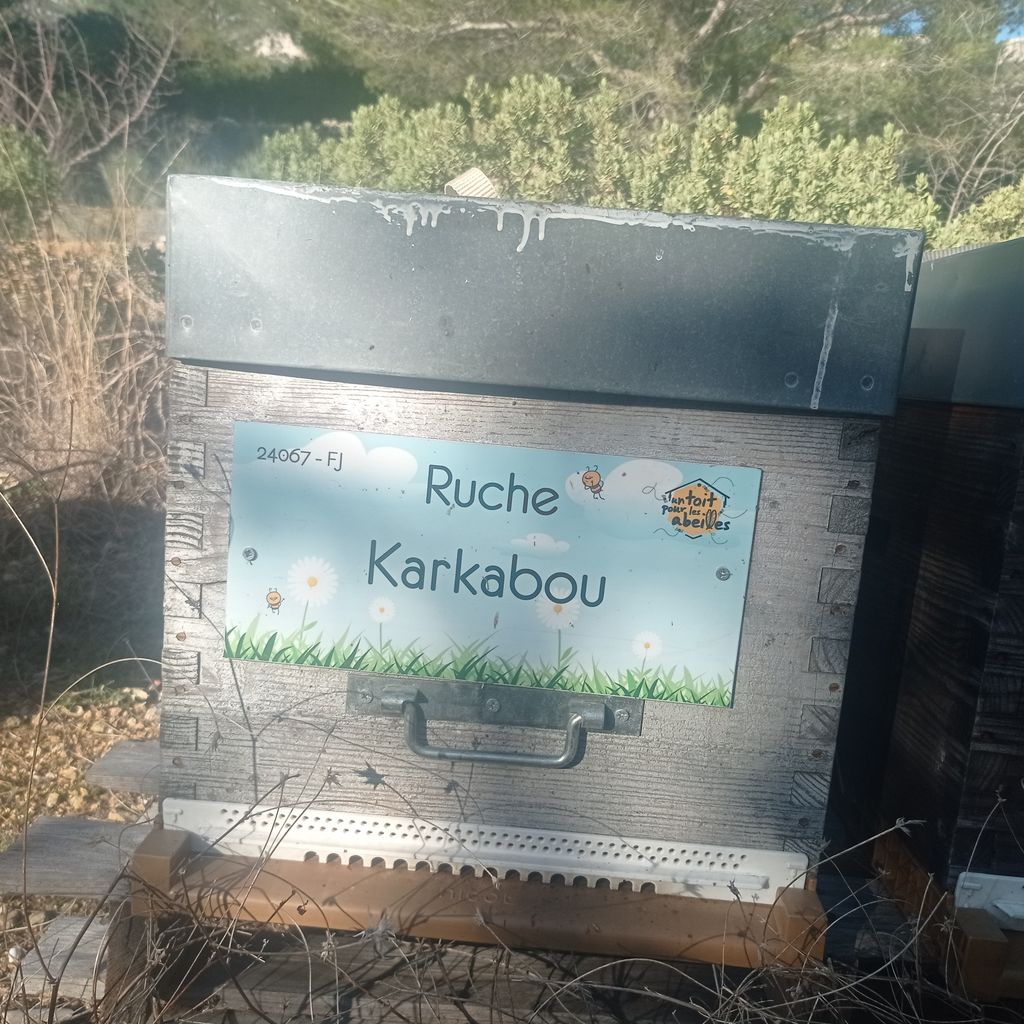 24067 - FJ
Ruche
Karkabou
un toit
pour les
abeilles